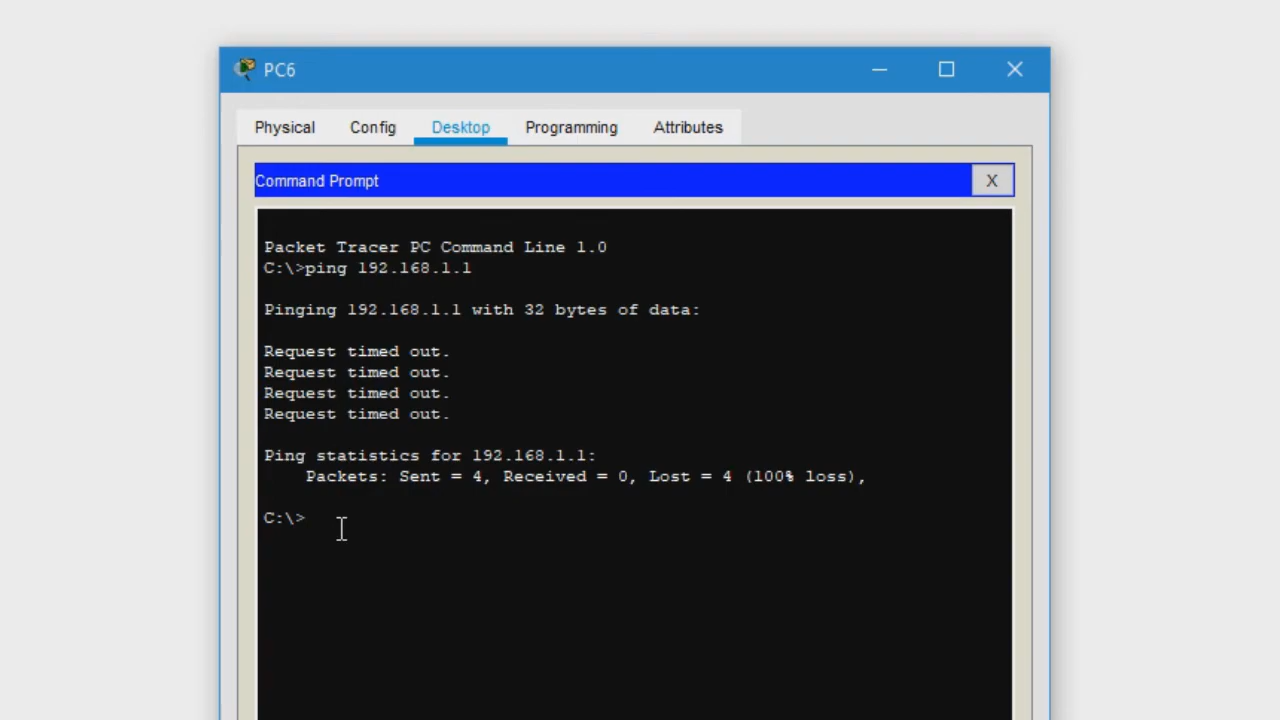 PC6
Physical Config Desktop Programming Attributes
Command Prompt X
Packet Tracer PC Command Line 1.0
C:\>ping 192.168.1.1
Pinging 192.168.1.1 with 32 bytes of data:
Request timed out.
Request timed out.
Request timed out.
Request timed out.
Ping statistics for 192.168.1.1:
    Packets: Sent = 4, Received = 0, Lost = 4 (100% loss),
C:\>